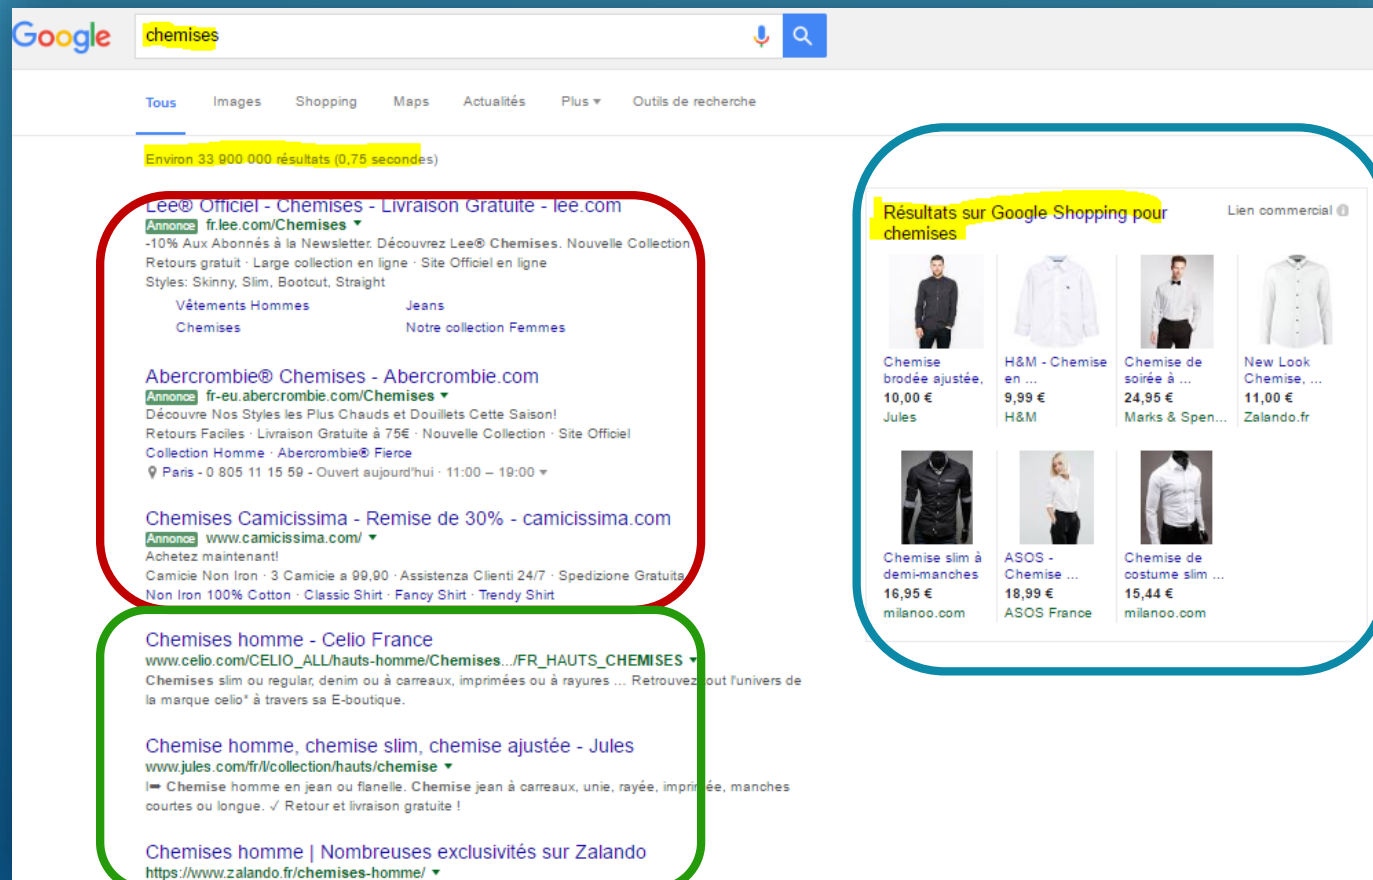 Google
chemises
Tous Images Shopping Maps Actualités Plus Outils de recherche
Environ 33 900 000 résultats (0,75 secondes)
Lee® Officiel - Chemises - Livraison Gratuite - lee.com
Annonce fr.lee.com/Chemises
-10% Aux Abonnés à la Newsletter. Découvrez Lee® Chemises. Nouvelle Collection
Retours gratuit · Large collection en ligne · Site Officiel en ligne
Styles: Skinny, Slim, Bootcut, Straight
Vêtements Hommes Jeans
Chemises Notre collection Femmes
Abercrombie® Chemises - Abercrombie.com
Annonce fr-eu.abercrombie.com/Chemises
Découvre Nos Styles les Plus Chauds et Douillets Cette Saison!
Retours Faciles · Livraison Gratuite à 75€ · Nouvelle Collection · Site Officiel
Collection Homme · Abercrombie® Fierce
Paris - 0 805 11 15 59 - Ouvert aujourd'hui · 11:00 – 19:00
Chemises Camicissima - Remise de 30% - camicissima.com
Annonce www.camicissima.com/
Achetez maintenant!
Camicie Non Iron · 3 Camicie a 99,90 · Assistenza Clienti 24/7 · Spedizione Gratuita
Non Iron 100% Cotton · Classic Shirt · Fancy Shirt · Trendy Shirt
Chemises homme - Celio France
www.celio.com/CELIO_ALL/hauts-homme/Chemises.../FR_HAUTS_CHEMISES
Chemises slim ou regular, denim ou à carreaux, imprimées ou à rayures ... Retrouvez tout l'univers de
la marque celio* à travers sa E-boutique.
Chemise homme, chemise slim, chemise ajustée - Jules
www.jules.com/fr/l/collection/hauts/chemise
I➨ Chemise homme en jean ou flanelle. Chemise jean à carreaux, unie, rayée, imprimée, manches
courtes ou longue. ✓ Retour et livraison gratuite !
Chemises homme | Nombreuses exclusivités sur Zalando
https://www.zalando.fr/chemises-homme/
Résultats sur Google Shopping pour
chemises
Lien commercial
Chemise
brodée ajustée,
10,00 €
Jules
H&M - Chemise
en ...
9,99 €
H&M
Chemise de
soirée à ...
24,95 €
Marks & Spen...
New Look
Chemise, ...
11,00 €
Zalando.fr
Chemise slim à
demi-manches
16,95 €
milanoo.com
ASOS -
Chemise ...
18,99 €
ASOS France
Chemise de
costume slim ...
15,44 €
milanoo.com